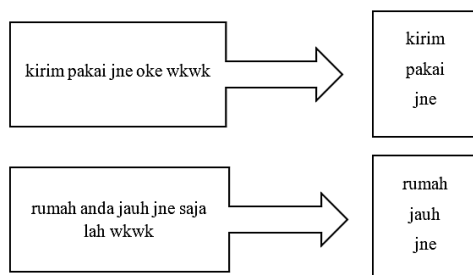 kirim pakai jne oke wkwk
kirim
pakai
jne
rumah anda jauh jne saja
lah wkwk
rumah
jauh
jne